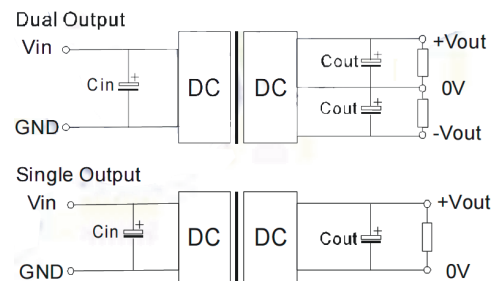 Dual Output
Vin
+Vout
Cin
+
DC
DC
Cout
+
0V
Cout
+
GND
-Vout
Single Output
Vin
+Vout
Cin
+
DC
DC
Cout
+
GND
0V